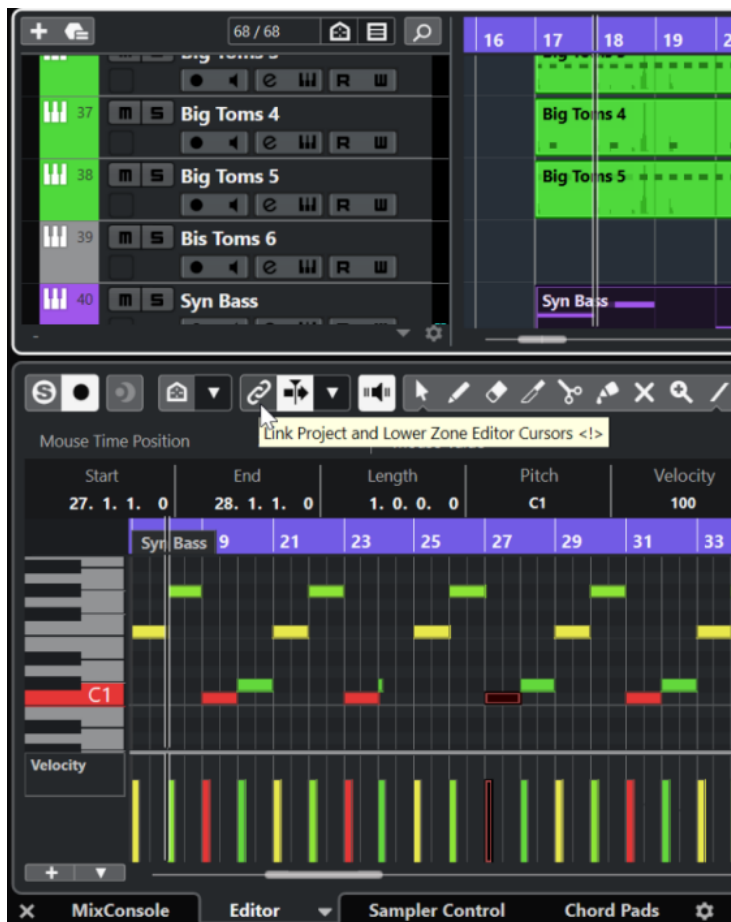 68 / 68
16 17 18 19 2
37 m S Big Toms 4
Big Toms 4
e R W
38 m S Big Toms 5
Big Toms 5
e R W
39 m S Bis Toms 6
e R W
40 m S Syn Bass
Syn Bass
-
S
Mouse Time Position
Link Project and Lower Zone Editor Cursors <!>
Start End Length Pitch Velocity
27. 1. 1. 0 28. 1. 1. 0 1. 0. 0. 0 C1 100
Syn Bass 9 21 23 25 27 29 31 33
C1
Velocity
MixConsole Editor Sampler Control Chord Pads